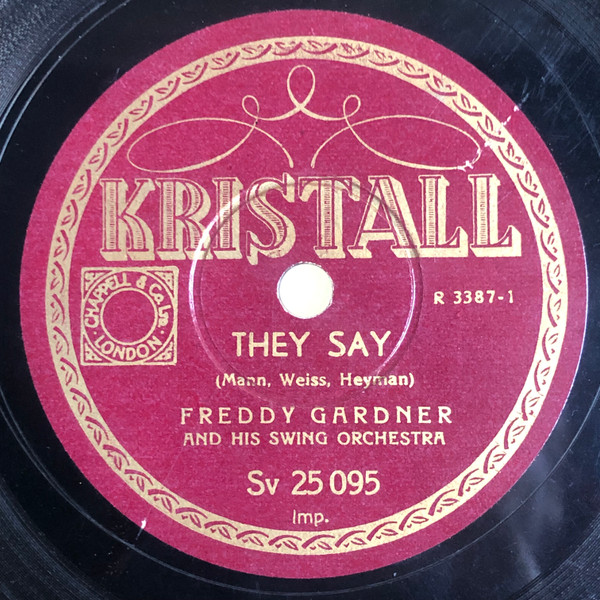 KRISTALL
CHAPPELL & Co Ltd.
LONDON
R 3387-1
THEY SAY
(Mann, Weiss, Heyman)
FREDDY GARDNER
AND HIS SWING ORCHESTRA
Sv 25 095
Imp.